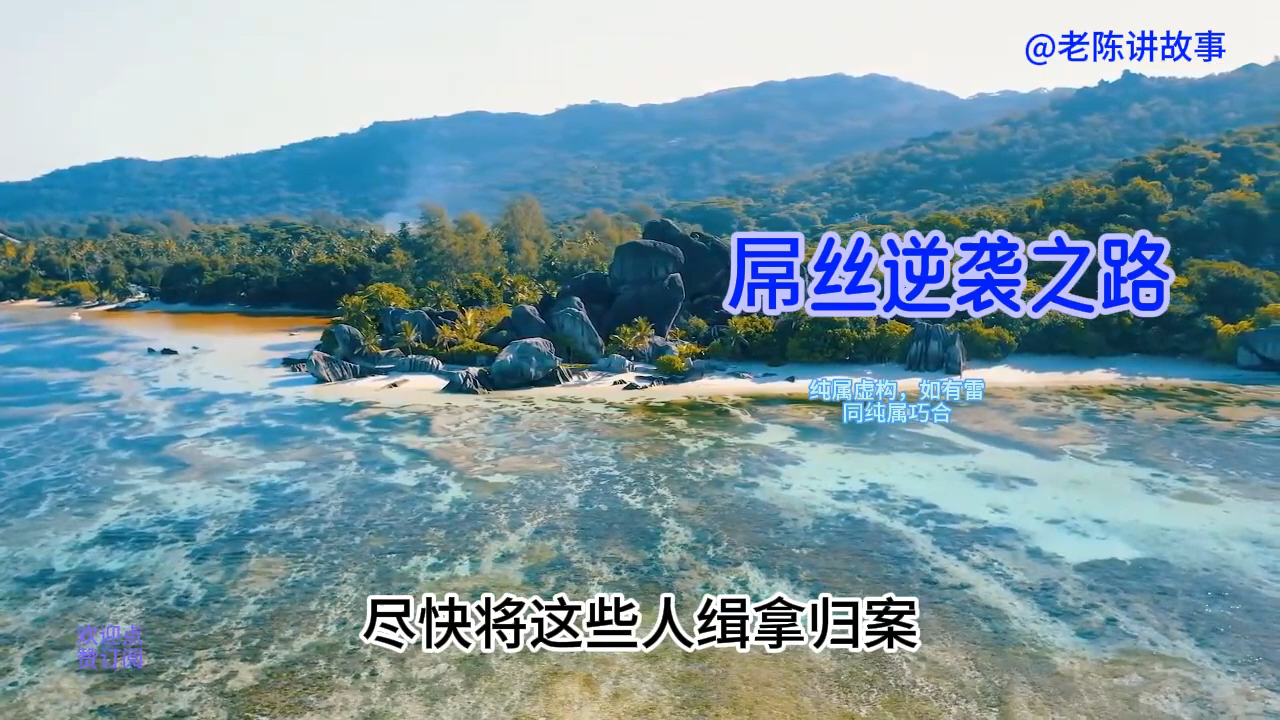 @老陈讲故事
屌丝逆袭之路
纯属虚构，如有雷
同纯属巧合
尽快将这些人缉拿归案
欢迎点
赞订阅